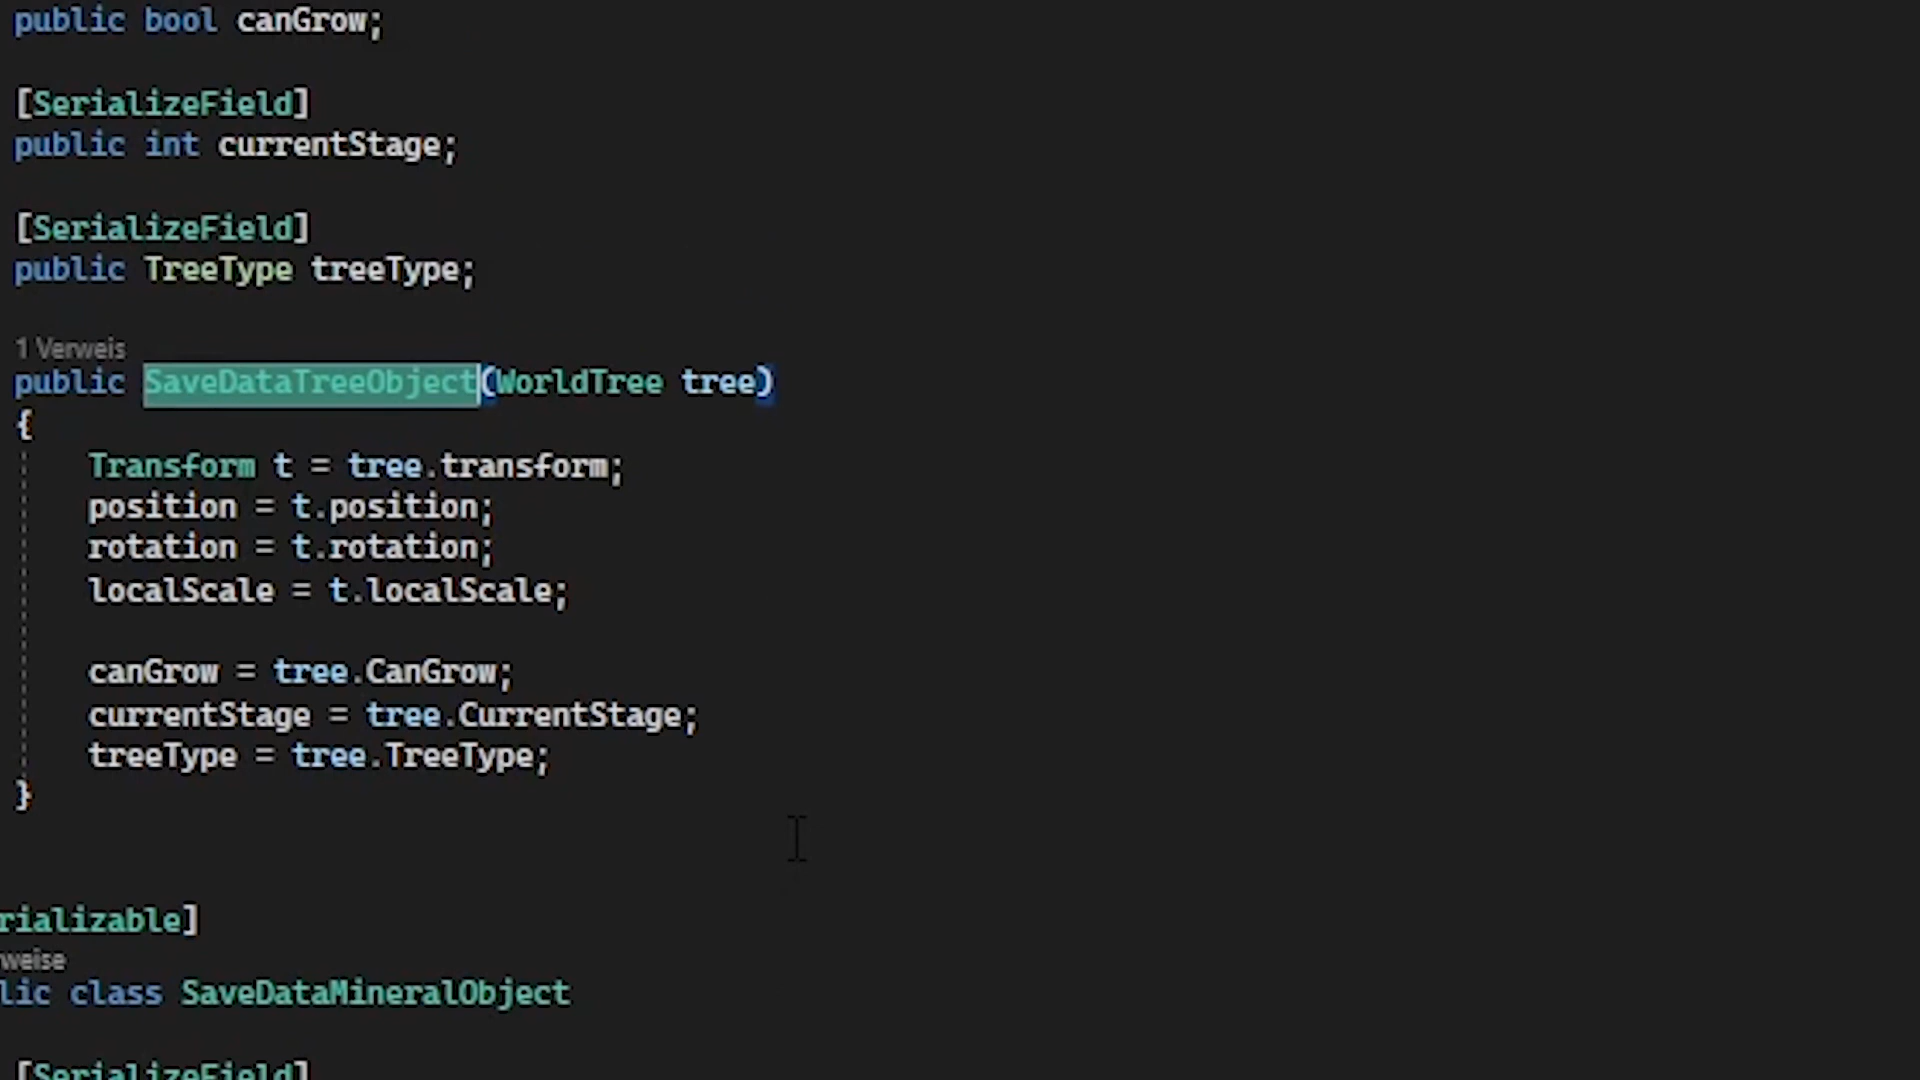 public bool canGrow;
[SerializeField]
public int currentStage;
[SerializeField]
public TreeType treeType;
1 Verweis
public SaveDataTreeObject(WorldTree tree)
{
Transform t = tree.transform;
position = t.position;
rotation = t.rotation;
localScale = t.localScale;
canGrow = tree.CanGrow;
currentStage = tree.CurrentStage;
treeType = tree.TreeType;
}
rializable]
weise
lic class SaveDataMineralObject
[SerializeField]